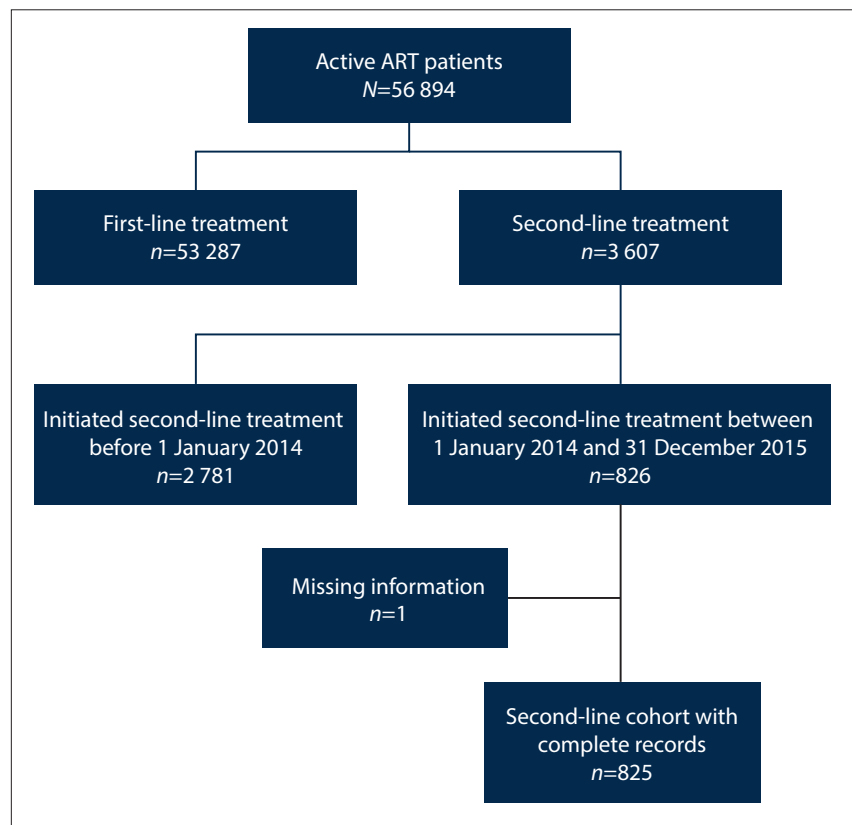 Active ART patients
N=56 894
First-line treatment
n=53 287
Second-line treatment
n=3 607
Initiated second-line treatment
before 1 January 2014
n=2 781
Initiated second-line treatment between
1 January 2014 and 31 December 2015
n=826
Missing information
n=1
Second-line cohort with
complete records
n=825